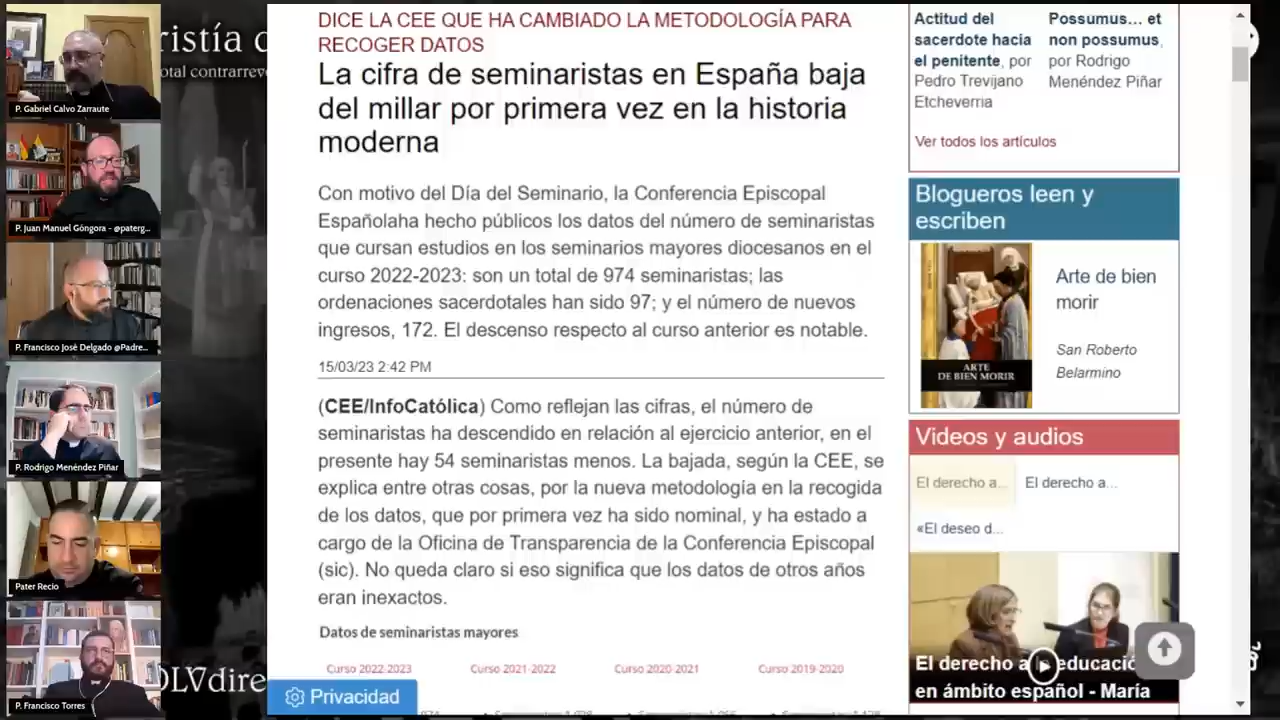 P. Gabriel Calvo Zarraute
P. Juan Manuel Góngora - @paterg...
P. Francisco José Delgado @Padre...
P. Rodrigo Menéndez Piñar
Pater Recio
P. Francisco Torres
ristía d
otal contrarrev
DLVdire
DICE LA CEE QUE HA CAMBIADO LA METODOLOGÍA PARA
RECOGER DATOS
La cifra de seminaristas en España baja
del millar por primera vez en la historia
moderna
Con motivo del Día del Seminario, la Conferencia Episcopal
Españolaha hecho públicos los datos del número de seminaristas
que cursan estudios en los seminarios mayores diocesanos en el
curso 2022-2023: son un total de 974 seminaristas; las
ordenaciones sacerdotales han sido 97; y el número de nuevos
ingresos, 172. El descenso respecto al curso anterior es notable.
15/03/23 2:42 PM
(CEE/InfoCatólica) Como reflejan las cifras, el número de
seminaristas ha descendido en relación al ejercicio anterior, en el
presente hay 54 seminaristas menos. La bajada, según la CEE, se
explica entre otras cosas, por la nueva metodología en la recogida
de los datos, que por primera vez ha sido nominal, y ha estado a
cargo de la Oficina de Transparencia de la Conferencia Episcopal
(sic). No queda claro si eso significa que los datos de otros años
eran inexactos.
Datos de seminaristas mayores
Curso 2022-2023 Curso 2021-2022 Curso 2020-2021 Curso 2019-2020
Privacidad
Actitud del
sacerdote hacia
el penitente, por
Pedro Trevijano
Etcheverria
Possumus… et
non possumus,
por Rodrigo
Menéndez Piñar
Ver todos los artículos
Blogueros leen y
escriben
ARTE
DE BIEN MORIR
Arte de bien
morir
San Roberto
Belarmino
Videos y audios
El derecho a... El derecho a...
«El deseo d...
El derecho a educació
en ámbito español - María